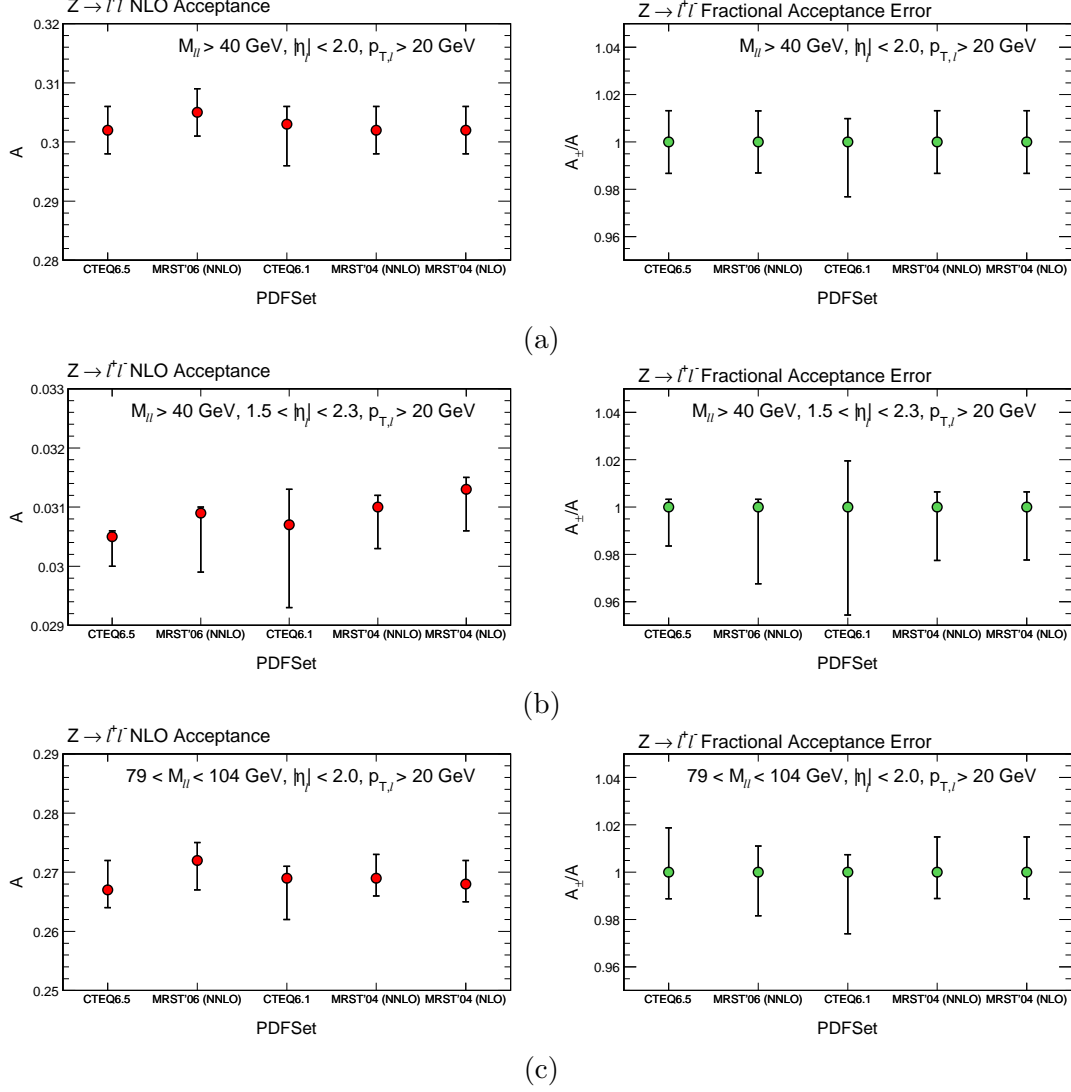 Z → l⁺l⁻ NLO Acceptance
M_ll > 40 GeV, |η_l| < 2.0, p_T,l > 20 GeV
0.32
0.31
0.3
0.29
0.28
A
CTEQ6.5 MRST'06 (NNLO) CTEQ6.1 MRST'04 (NNLO) MRST'04 (NLO)
PDFSet
Z → l⁺l⁻ Fractional Acceptance Error
M_ll > 40 GeV, |η_l| < 2.0, p_T,l > 20 GeV
1.04
1.02
1
0.98
0.96
A_±/A
CTEQ6.5 MRST'06 (NNLO) CTEQ6.1 MRST'04 (NNLO) MRST'04 (NLO)
PDFSet
(a)
Z → l⁺l⁻ NLO Acceptance
M_ll > 40 GeV, 1.5 < |η_l| < 2.3, p_T,l > 20 GeV
0.033
0.032
0.031
0.03
0.029
A
CTEQ6.5 MRST'06 (NNLO) CTEQ6.1 MRST'04 (NNLO) MRST'04 (NLO)
PDFSet
Z → l⁺l⁻ Fractional Acceptance Error
M_ll > 40 GeV, 1.5 < |η_l| < 2.3, p_T,l > 20 GeV
1.04
1.02
1
0.98
0.96
A_±/A
CTEQ6.5 MRST'06 (NNLO) CTEQ6.1 MRST'04 (NNLO) MRST'04 (NLO)
PDFSet
(b)
Z → l⁺l⁻ NLO Acceptance
79 < M_ll < 104 GeV, |η_l| < 2.0, p_T,l > 20 GeV
0.29
0.28
0.27
0.26
0.25
A
CTEQ6.5 MRST'06 (NNLO) CTEQ6.1 MRST'04 (NNLO) MRST'04 (NLO)
PDFSet
Z → l⁺l⁻ Fractional Acceptance Error
79 < M_ll < 104 GeV, |η_l| < 2.0, p_T,l > 20 GeV
1.04
1.02
1
0.98
0.96
A_±/A
CTEQ6.5 MRST'06 (NNLO) CTEQ6.1 MRST'04 (NNLO) MRST'04 (NLO)
PDFSet
(c)